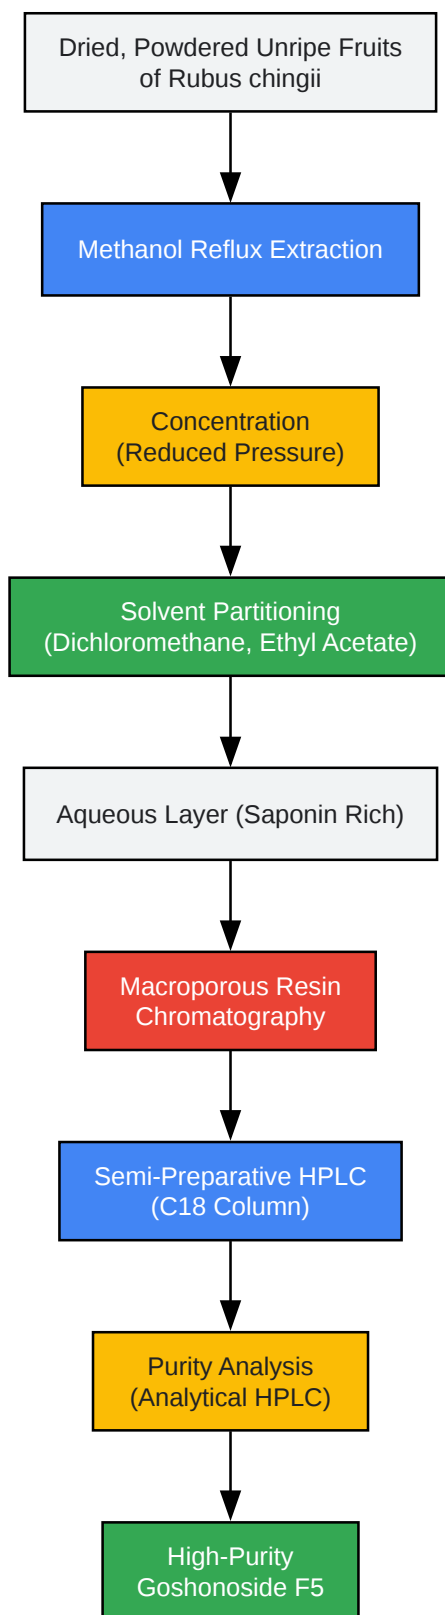 Dried, Powdered Unripe Fruits
of Rubus chingii
Methanol Reflux Extraction
Concentration
(Reduced Pressure)
Solvent Partitioning
(Dichloromethane, Ethyl Acetate)
Aqueous Layer (Saponin Rich)
Macroporous Resin
Chromatography
Semi-Preparative HPLC
(C18 Column)
Purity Analysis
(Analytical HPLC)
High-Purity
Goshonoside F5